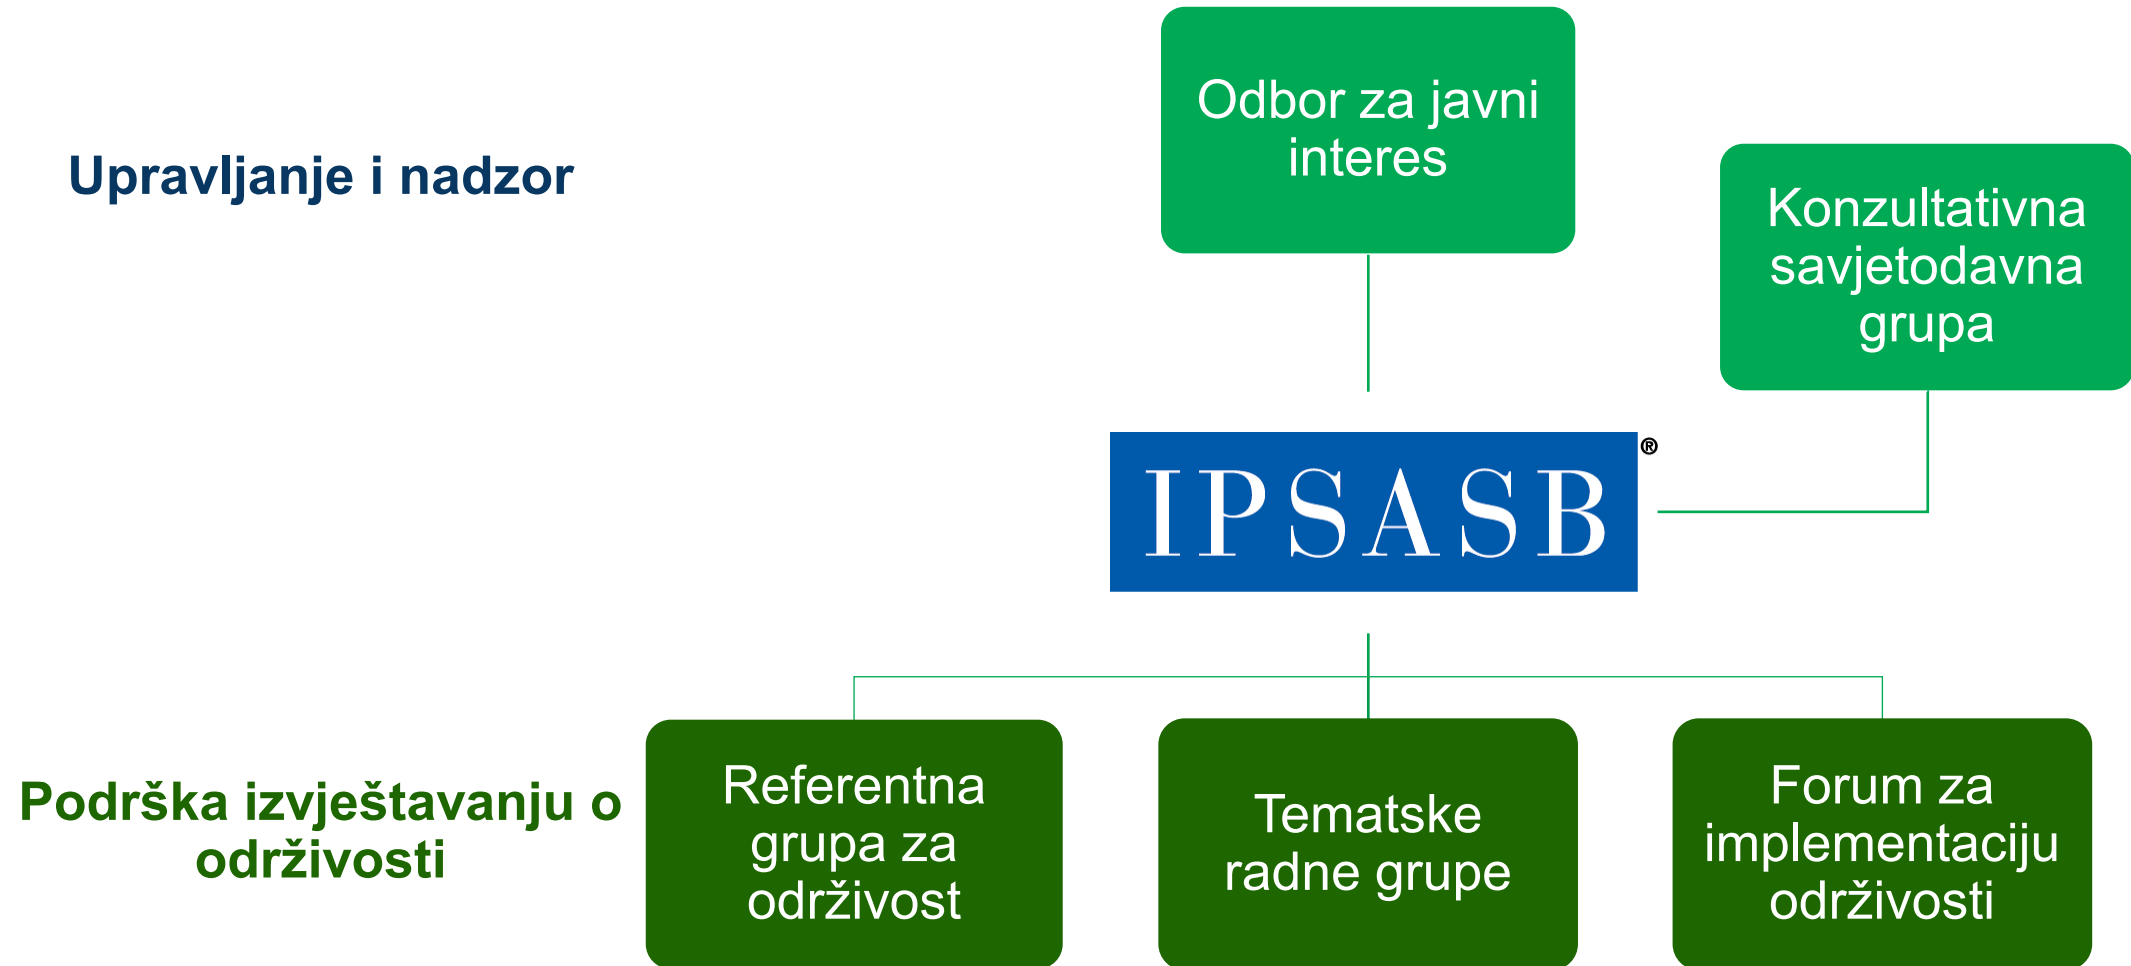 Odbor za javni
interes
Upravljanje i nadzor
Konzultativna
savjetodavna
grupa
IPSASB®
Podrška izvještavanju o
održivosti
Referentna
grupa za
održivost
Tematske
radne grupe
Forum za
implementaciju
održivosti